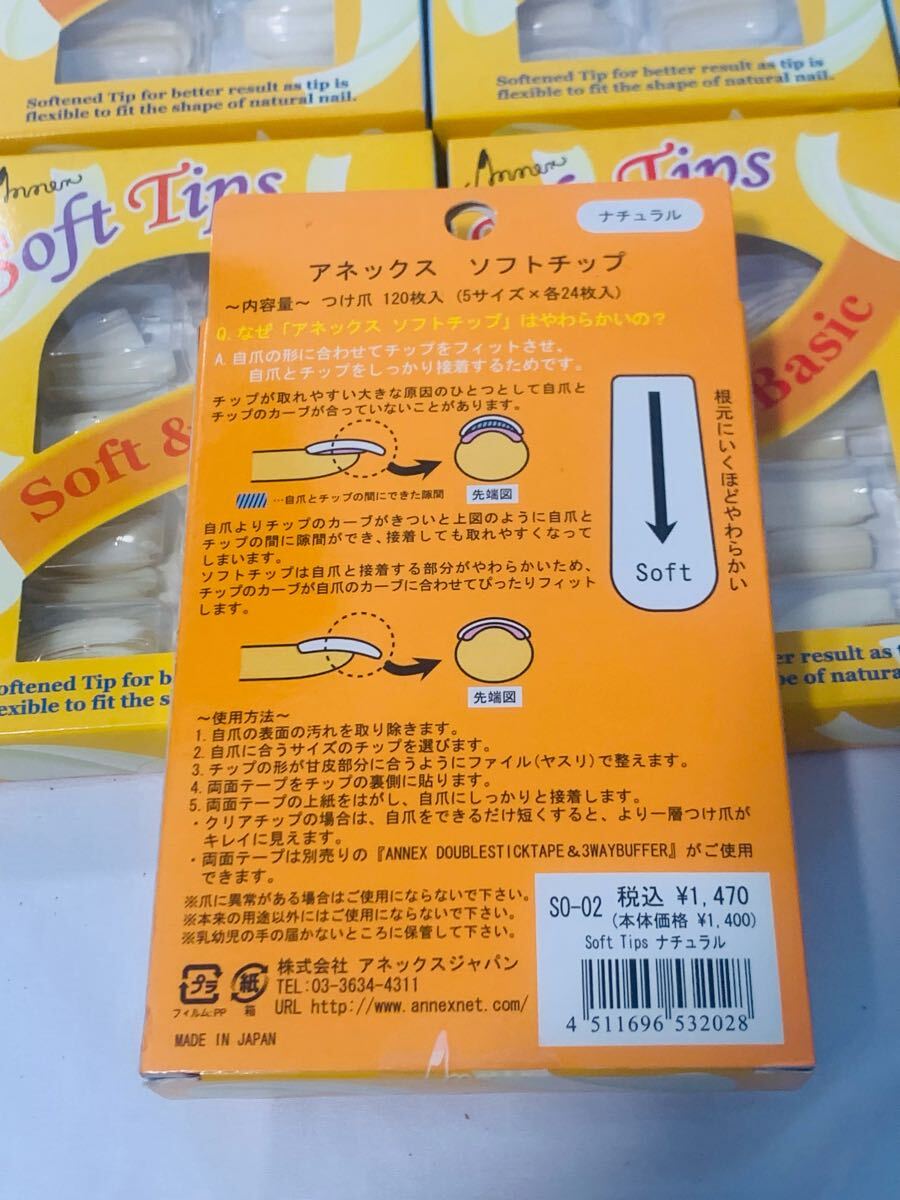 Softened Tip for better result as tip is
flexible to fit the shape of natural nail.
Softened Tip for better result as tip is
flexible to fit the shape of natural nail.
Annex
Soft Tips
Soft &
Annex
Tips
Basic
oftened Tip for b
exible to fit the s
er result as t
pe of natural
ナチュラル
アネックス ソフトチップ
～内容量～ つけ爪 120枚入 (5サイズ×各24枚入)
Q.なぜ「アネックス ソフトチップ」はやわらかいの?
A.自爪の形に合わせてチップをフィットさせ、
自爪とチップをしっかり接着するためです。
チップが取れやすい大きな原因のひとつとして自爪と
チップのカーブが合っていないことがあります。
…自爪とチップの間にできた隙間
先端図
自爪よりチップのカーブがきついと上図のように自爪と
チップの間に隙間ができ、接着しても取れやすくなって
しまいます。
ソフトチップは自爪と接着する部分がやわらかいため、
チップのカーブが自爪のカーブに合わせてぴったりフィット
します。
先端図
根元にいくほどやわらかい
Soft
～使用方法～
1.自爪の表面の汚れを取り除きます。
2.自爪に合うサイズのチップを選びます。
3.チップの形が甘皮部分に合うようにファイル(ヤスリ)で整えます。
4.両面テープをチップの裏側に貼ります。
5.両面テープの上紙をはがし、自爪にしっかりと接着します。
・クリアチップの場合は、自爪をできるだけ短くすると、より一層つけ爪が
キレイに見えます。
・両面テープは別売りの『ANNEX DOUBLESTICKTAPE&3WAYBUFFER』がご使用
できます。
※爪に異常がある場合はご使用にならないで下さい。
※本来の用途以外にはご使用にならないで下さい。
※乳幼児の手の届かないところに保管して下さい。
プラ
フィルム:PP
紙
箱
株式会社 アネックスジャパン
TEL:03-3634-4311
URL http://www.annexnet.com/
MADE IN JAPAN
SO-02 税込 ¥1,470
(本体価格 ¥1,400)
Soft Tips ナチュラル
4 511696 532028